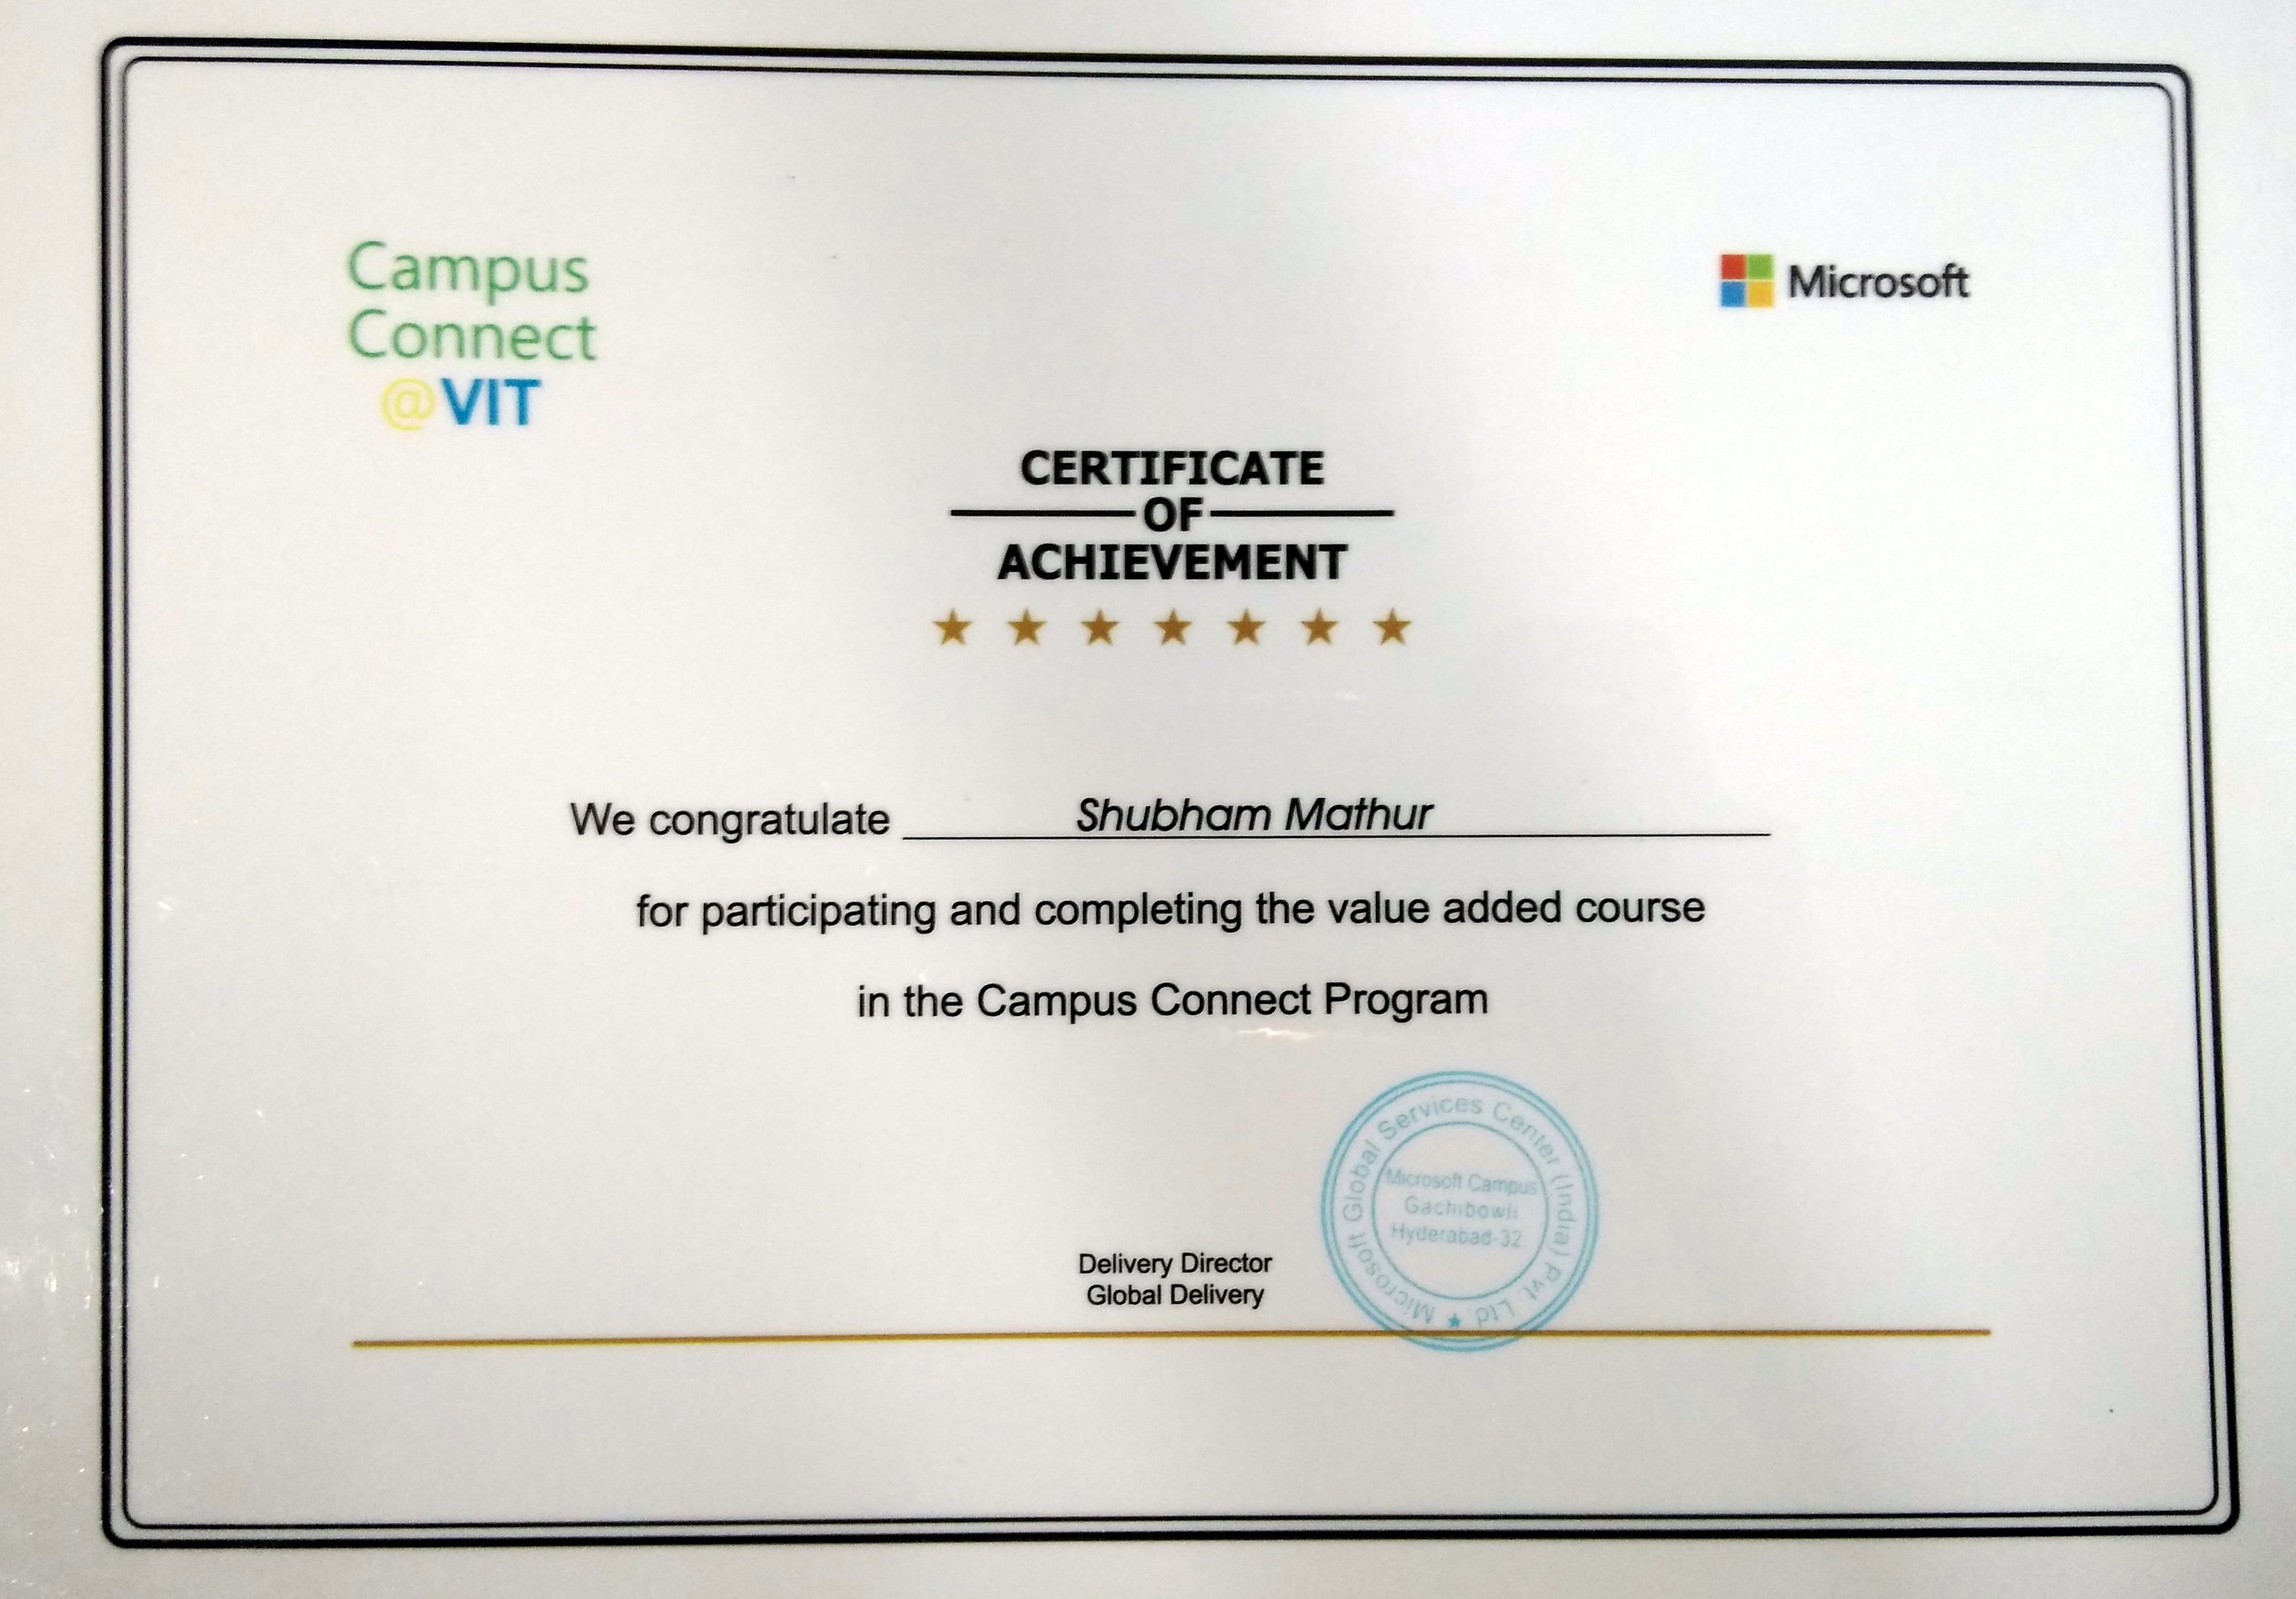 Campus
Connect
@VIT
Microsoft
CERTIFICATE
OF
ACHIEVEMENT
We congratulate Shubham Mathur
for participating and completing the value added course
in the Campus Connect Program
Delivery Director
Global Delivery
Microsoft Global Services Center (India) Pvt. Ltd.
Microsoft Campus
Gachibowli
Hyderabad-32